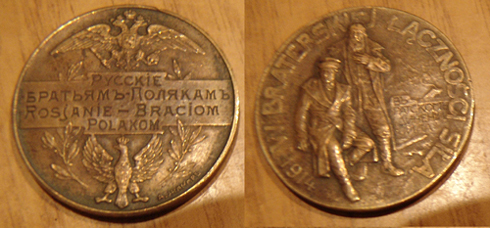 РУССКІЕ
БРАТЬЯМЪ-ПОЛЯКАМЪ
ROSJANIE – BRACIOM
POLAKOM
W BRATERSKIEJ ŁĄCZNOŚCI SIŁA
1914